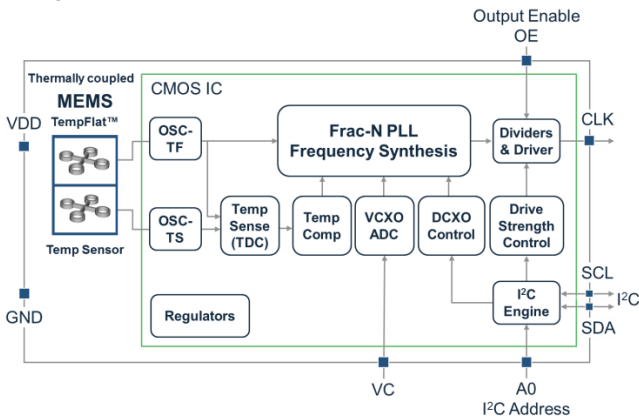 Output Enable
OE
Thermally coupled
MEMS
TempFlat™
CMOS IC
VDD
OSC-
TF
Frac-N PLL
Frequency Synthesis
Dividers
& Driver
CLK
OSC-
TS
Temp
Sense
(TDC)
Temp
Comp
VCXO
ADC
DCXO
Control
Drive
Strength
Control
Temp Sensor
SCL
I²C
SDA
I²C
Engine
Regulators
GND
VC
A0
I²C Address